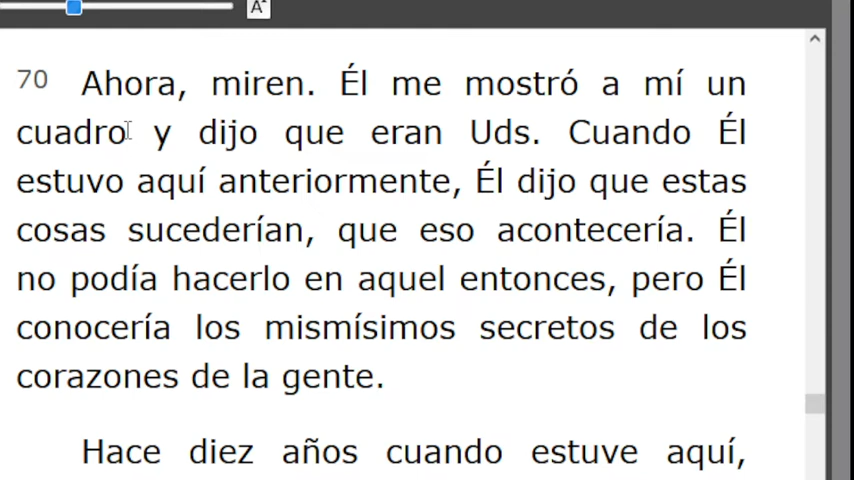 A
70 Ahora, miren. Él me mostró a mí un
cuadro y dijo que eran Uds. Cuando Él
estuvo aquí anteriormente, Él dijo que estas
cosas sucederían, que eso acontecería. Él
no podía hacerlo en aquel entonces, pero Él
conocería los mismísimos secretos de los
corazones de la gente.
Hace diez años cuando estuve aquí,